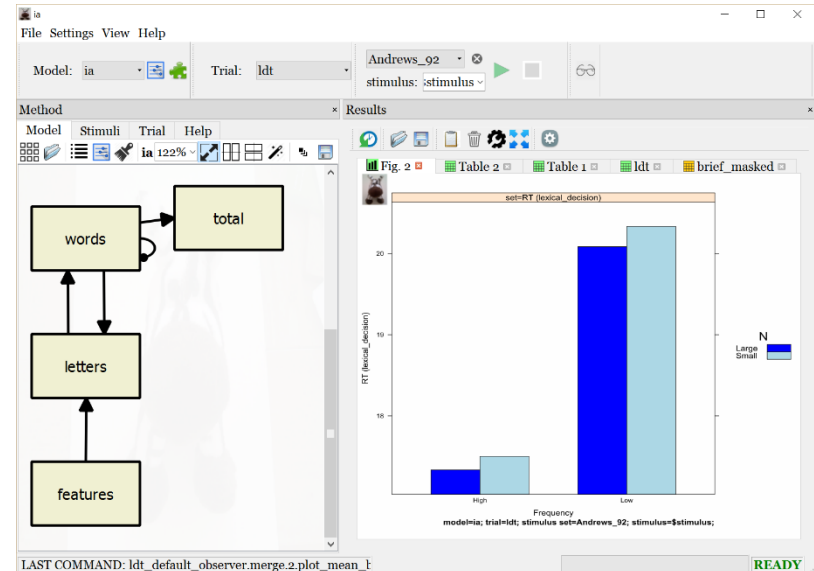 ia
File Settings View Help
Model: ia Trial: ldt Andrews_92
stimulus: :stimulus
Method × Results ×
Model Stimuli Trial Help
ia 122%
Fig. 2 Table 2 Table 1 ldt brief_masked
set=RT (lexical_decision)
total
words
letters
features
RT (lexical_decision)
20
19
18
High Low
Frequency
N
Large
Small
model=ia; trial=ldt; stimulus set=Andrews_92; stimulus=$stimulus;
LAST COMMAND: ldt_default_observer.merge.2.plot_mean_b
READY